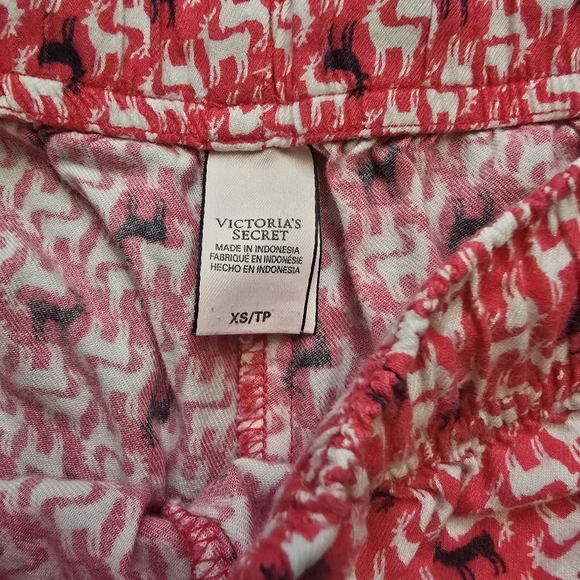 VICTORIA'S
SECRET
MADE IN INDONESIA
FABRIQUÉ EN INDONÉSIE
HECHO EN INDONESIA
XS/TP